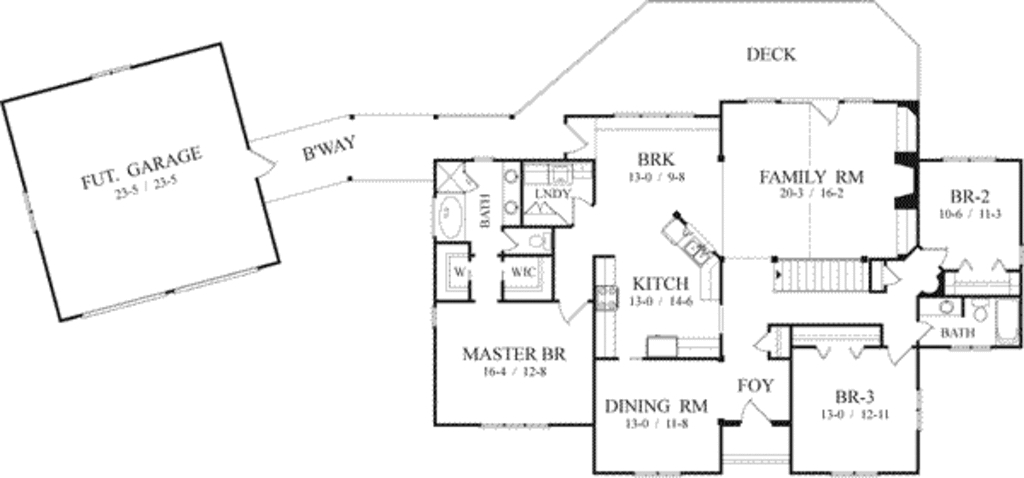 DECK
FUT. GARAGE
23-5 / 23-5
B'WAY
BRK
13-0 / 9-8
FAMILY RM
20-3 / 16-2
BR-2
10-6 / 11-3
LNDY
BATH
W
WIC
KITCH
13-0 / 14-6
BATH
MASTER BR
16-4 / 12-8
DINING RM
13-0 / 11-8
FOY
BR-3
13-0 / 12-11